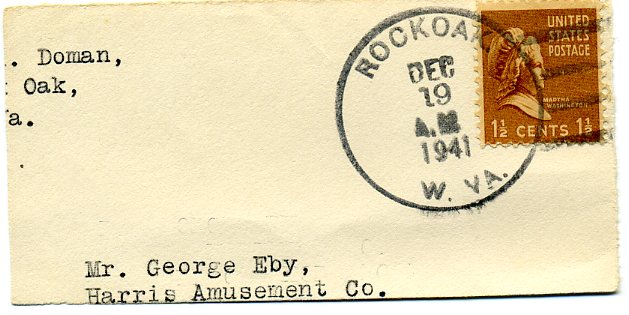 . Doman,
Oak,
a.
ROCKOAK,
DEC
19
A.M.
1941
W. VA.
UNITED
STATES
POSTAGE
MARTHA
WASHINGTON
1½ CENTS 1½
Mr. George Eby,
Harris Amusement Co.